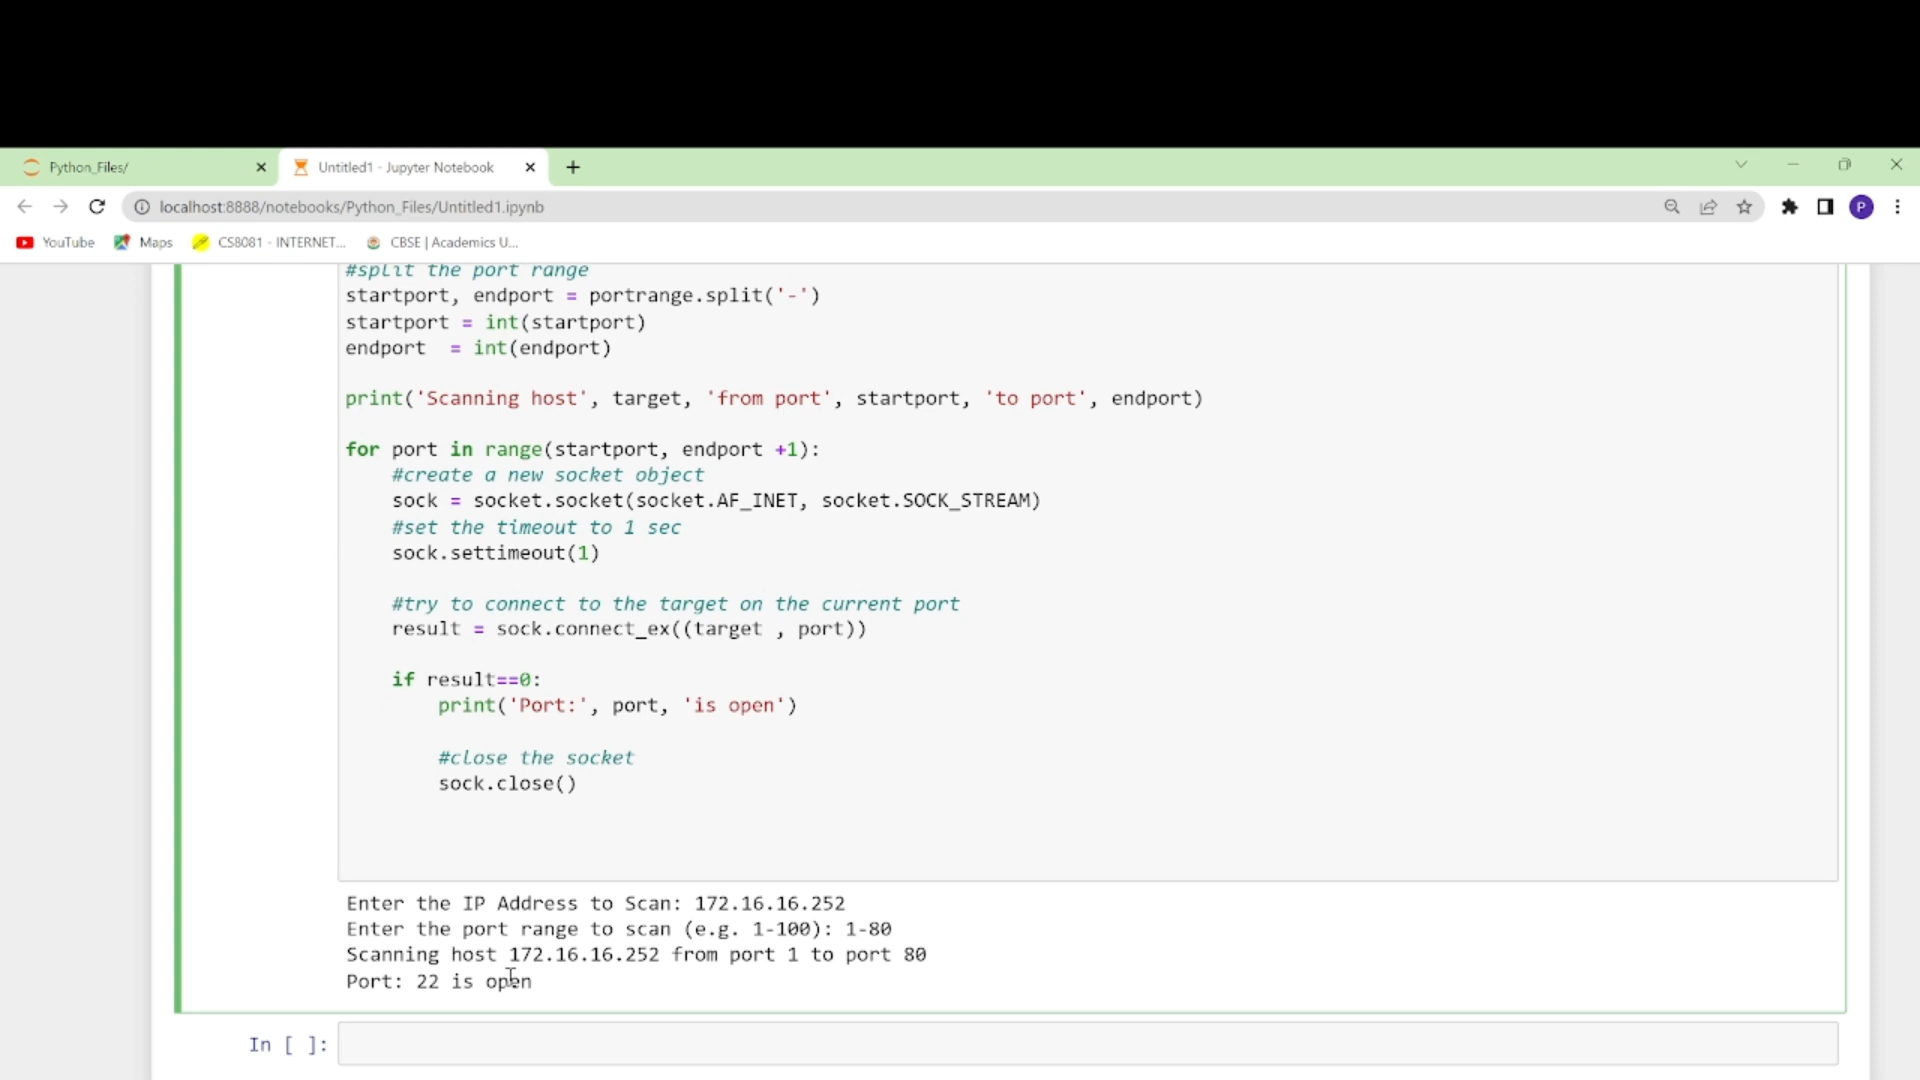 Python_Files/
Untitled1 - Jupyter Notebook
localhost:8888/notebooks/Python_Files/Untitled1.ipynb
P
YouTube
Maps
CS8081 - INTERNET...
CBSE | Academics U...
#split the port range
startport, endport = portrange.split('-')
startport = int(startport)
endport  = int(endport)
print('Scanning host', target, 'from port', startport, 'to port', endport)
for port in range(startport, endport +1):
    #create a new socket object
    sock = socket.socket(socket.AF_INET, socket.SOCK_STREAM)
    #set the timeout to 1 sec
    sock.settimeout(1)
    #try to connect to the target on the current port
    result = sock.connect_ex((target , port))
    if result==0:
        print('Port:', port, 'is open')
        #close the socket
        sock.close()
Enter the IP Address to Scan: 172.16.16.252
Enter the port range to scan (e.g. 1-100): 1-80
Scanning host 172.16.16.252 from port 1 to port 80
Port: 22 is open
In [ ]: